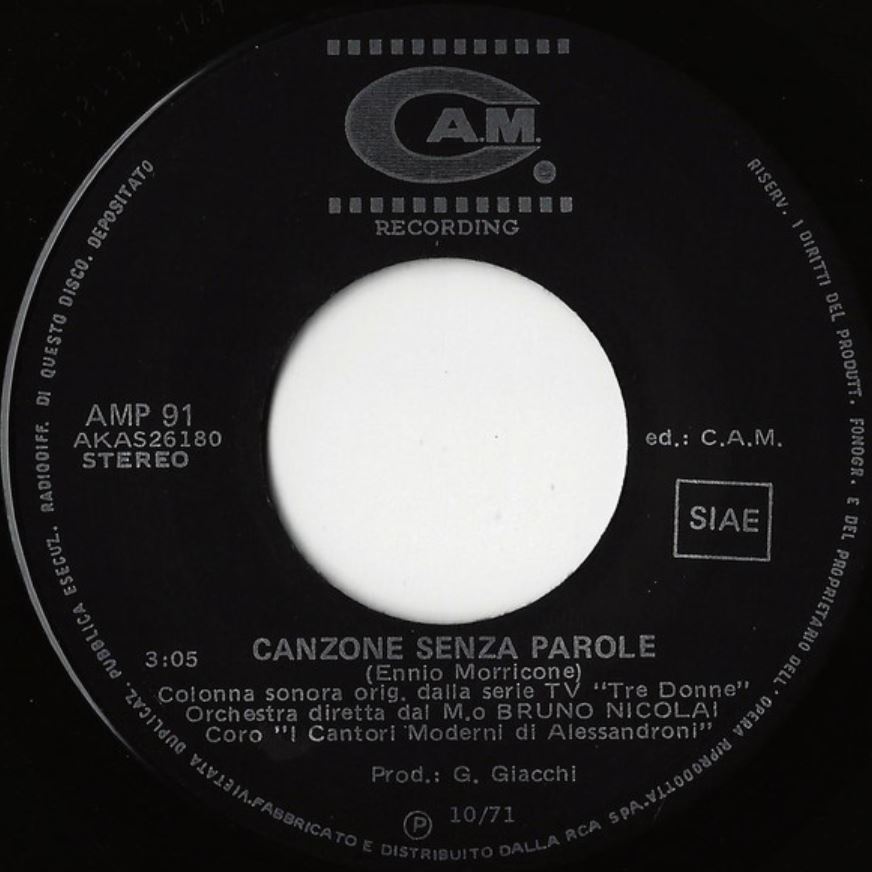 C.A.M.
RECORDING
AMP 91
AKAS26180
STEREO
ed.: C.A.M.
SIAE
3:05
CANZONE SENZA PAROLE
(Ennio Morricone)
Colonna sonora orig. dalla serie TV "Tre Donne"
Orchestra diretta dal M.o BRUNO NICOLAI
Coro "I Cantori Moderni di Alessandroni"
Prod.: G. Giacchi
Ⓟ 10/71
RISERV. I DIRITTI DEL PRODUTT. FONOGR. E DEL PROPRIETARIO DELL'OPERA RIPRODOTTA. VIETATA DUPLICAZ. PUBBLICA ESECUZ. RADIODIFF. DI QUESTO DISCO. DEPOSITATO
FABBRICATO E DISTRIBUITO DALLA RCA SPA.